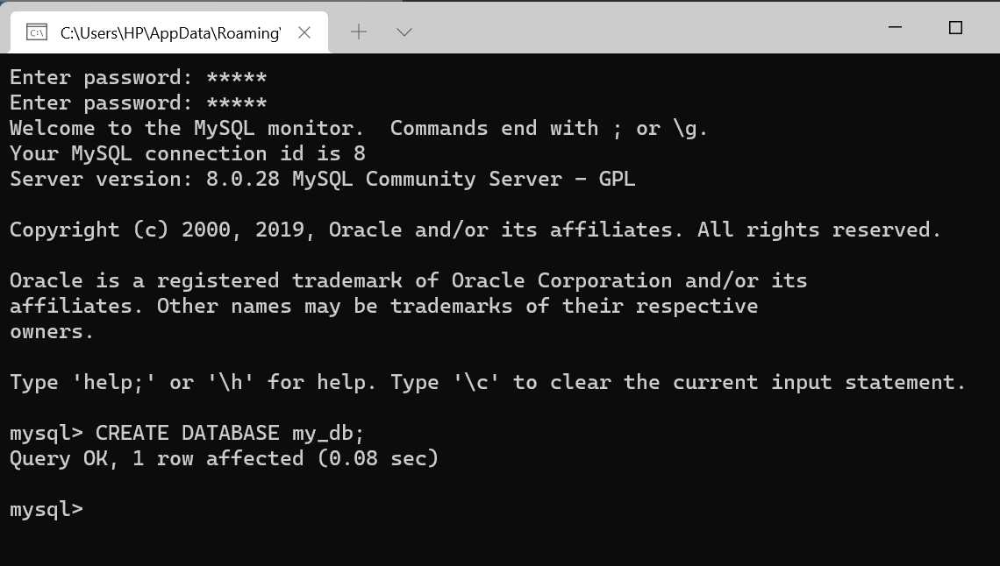 C:\Users\HP\AppData\Roaming\
Enter password: *****
Enter password: *****
Welcome to the MySQL monitor.  Commands end with ; or \g.
Your MySQL connection id is 8
Server version: 8.0.28 MySQL Community Server - GPL
Copyright (c) 2000, 2019, Oracle and/or its affiliates. All rights reserved.
Oracle is a registered trademark of Oracle Corporation and/or its
affiliates. Other names may be trademarks of their respective
owners.
Type 'help;' or '\h' for help. Type '\c' to clear the current input statement.
mysql> CREATE DATABASE my_db;
Query OK, 1 row affected (0.08 sec)
mysql>